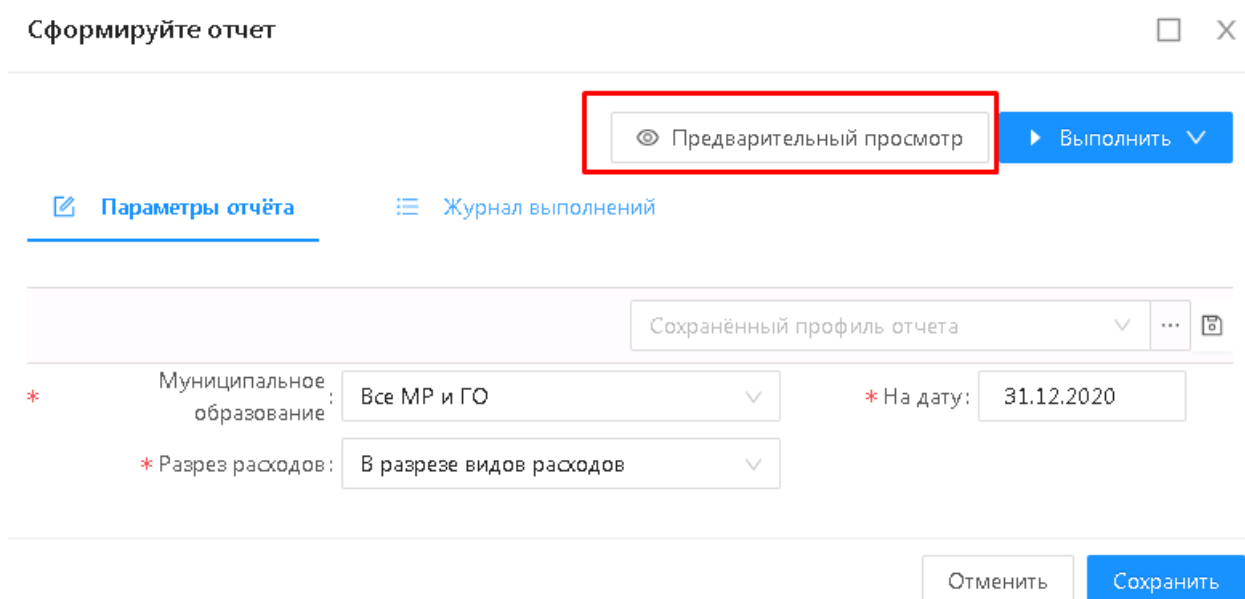 Сформируйте отчет
Предварительный просмотр
Выполнить
Параметры отчёта
Журнал выполнений
Сохранённый профиль отчета
...
* Муниципальное
образование:
Все МР и ГО
* На дату:
31.12.2020
* Разрез расходов:
В разрезе видов расходов
Отменить
Сохранить